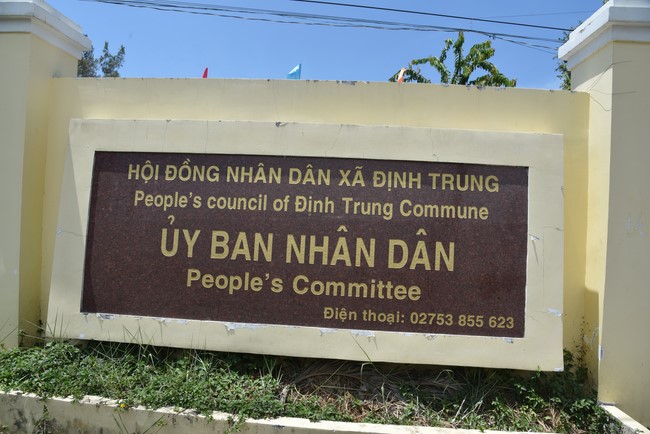 HỘI ĐỒNG NHÂN DÂN XÃ ĐỊNH TRUNG
People's council of Định Trung Commune
ỦY BAN NHÂN DÂN
People's Committee
Điện thoại: 02753 855 623